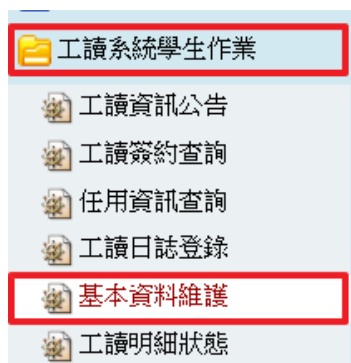 工讀系統學生作業
工讀資訊公告
工讀簽約查詢
任用資訊查詢
工讀日誌登錄
基本資料維護
工讀明細狀態